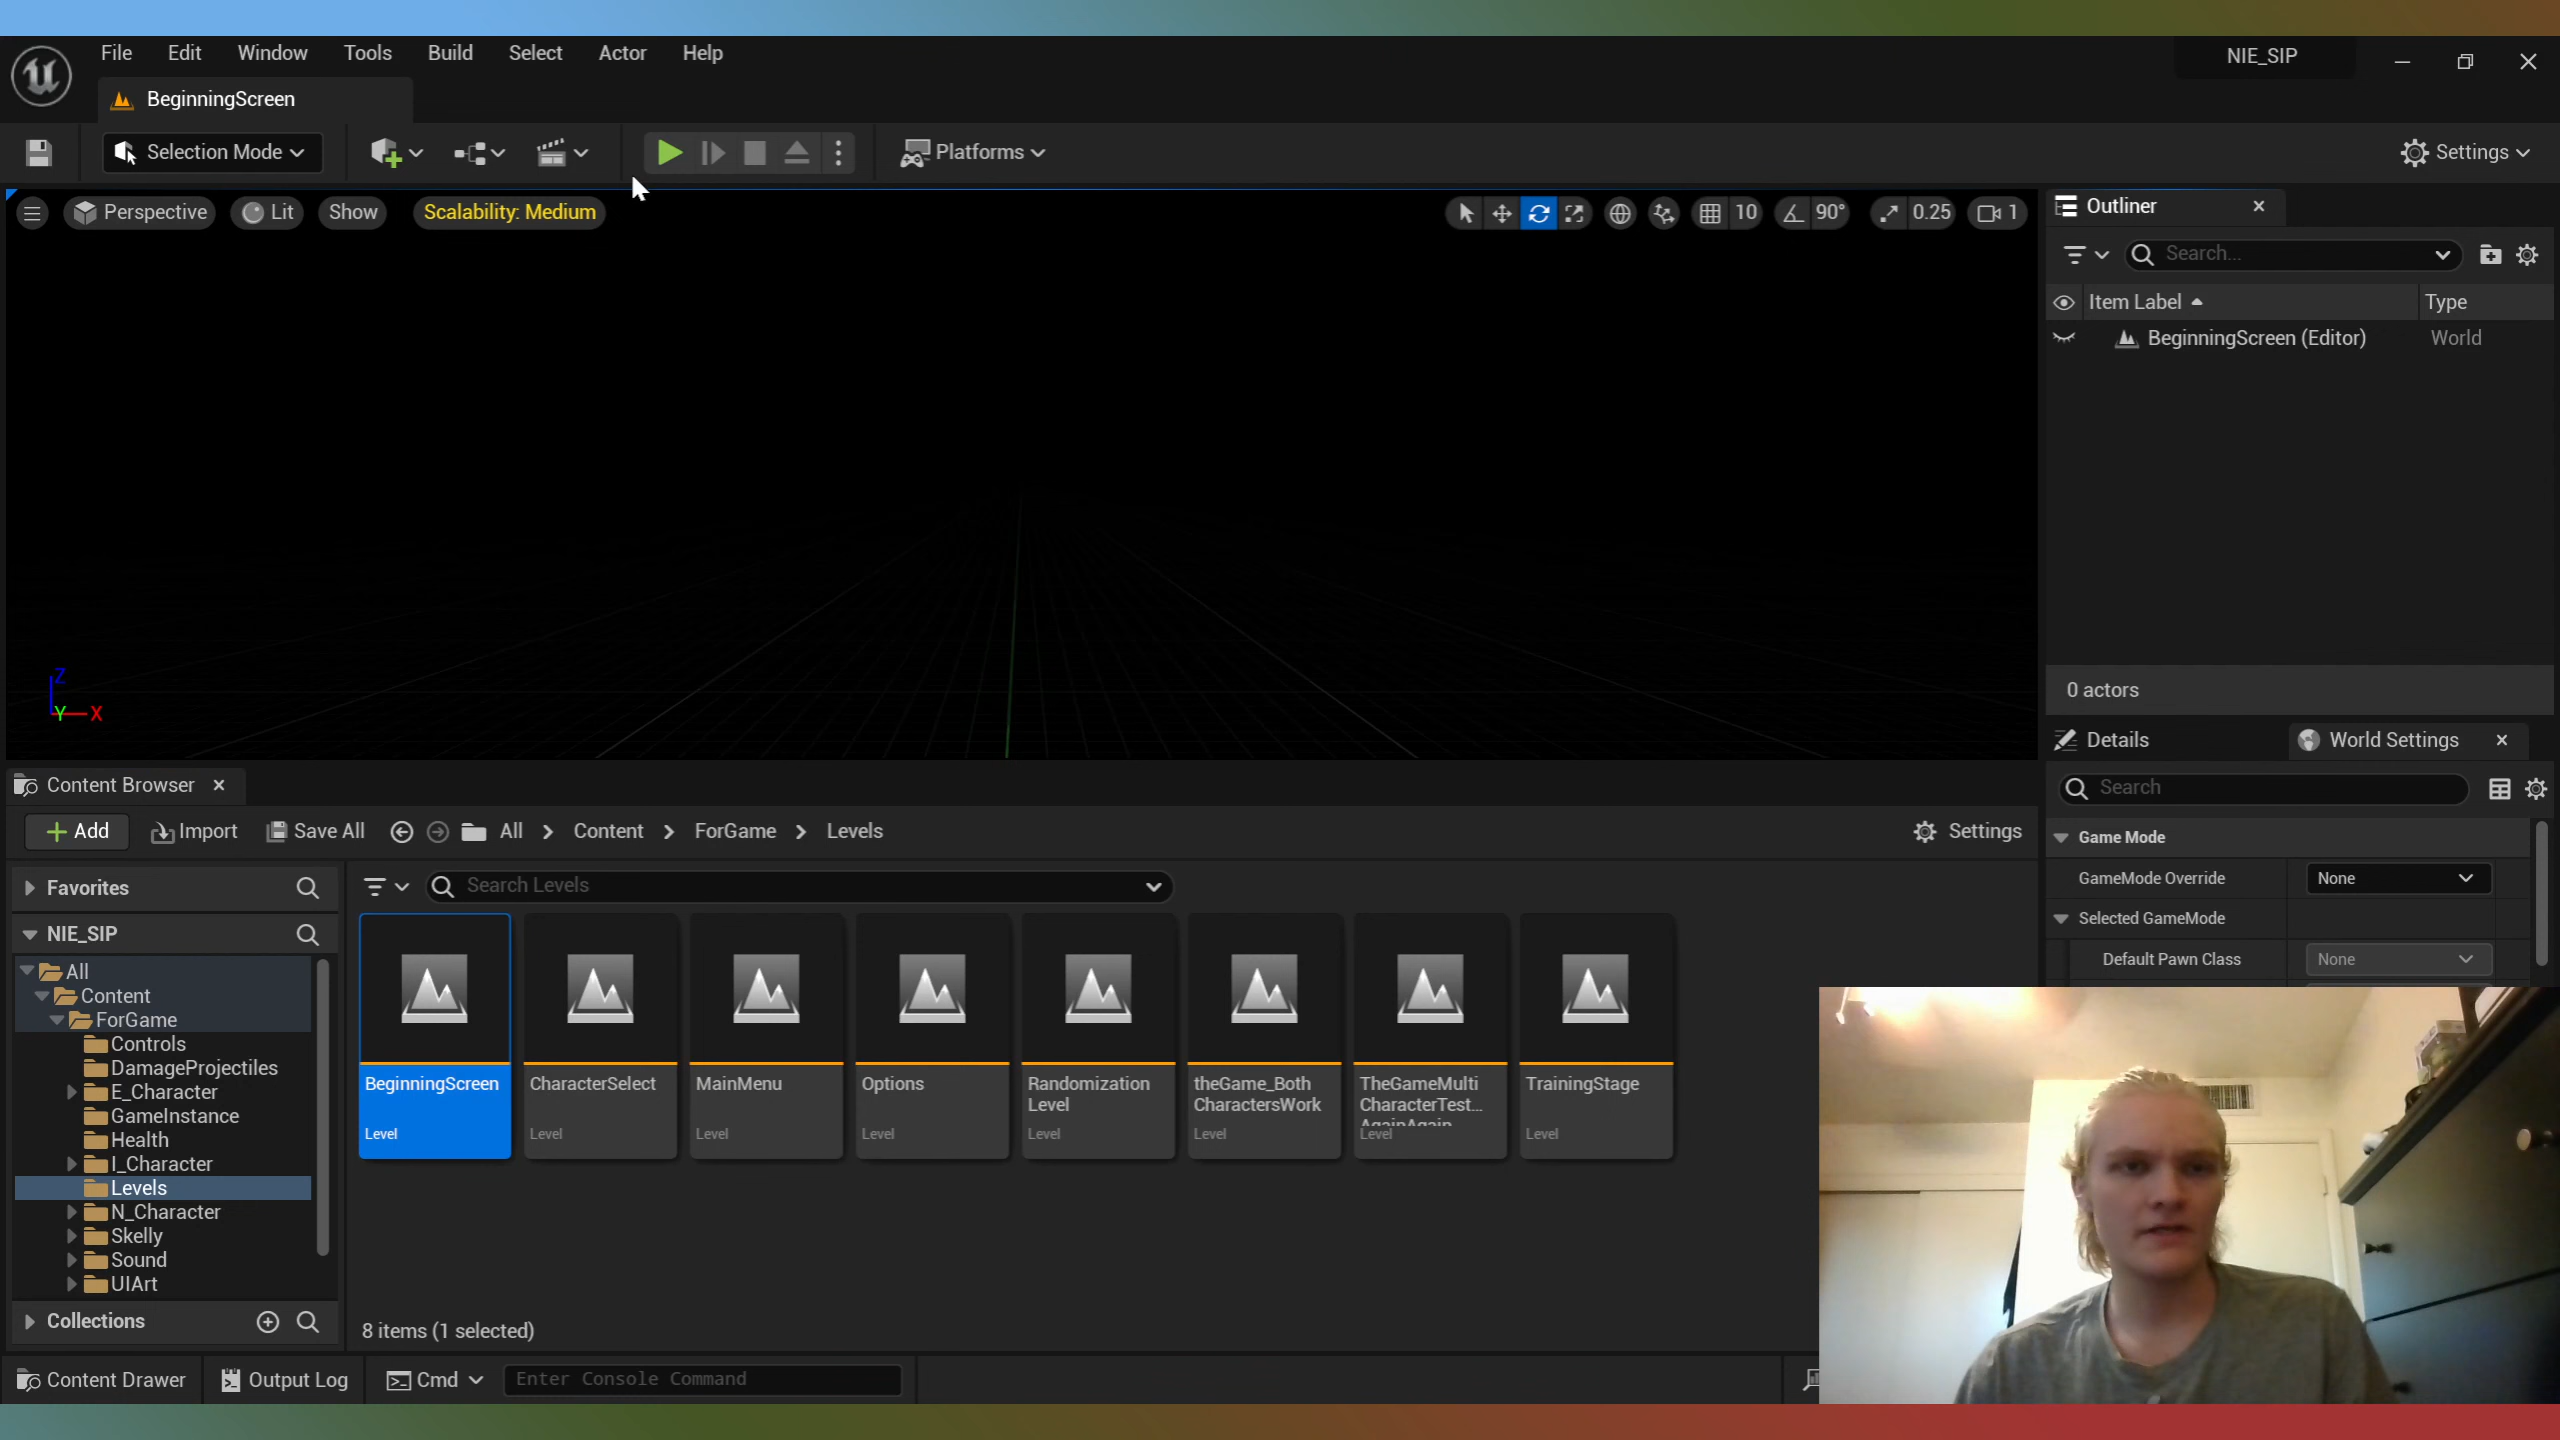 File Edit Window Tools Build Select Actor Help
NIE_SIP
BeginningScreen
Selection Mode
Platforms
Settings
Perspective
Lit
Show
Scalability: Medium
10
90°
0.25
1
Outliner
Search...
Item Label
Type
BeginningScreen (Editor)
World
Z
Y
X
0 actors
Details
World Settings
Search
Game Mode
GameMode Override
None
Selected GameMode
Default Pawn Class
None
Content Browser
Add
Import
Save All
All
Content
ForGame
Levels
Settings
Favorites
Search Levels
NIE_SIP
All
Content
ForGame
Controls
DamageProjectiles
E_Character
GameInstance
Health
I_Character
Levels
N_Character
Skelly
Sound
UIArt
Collections
BeginningScreen
Level
CharacterSelect
Level
MainMenu
Level
Options
Level
Randomization
Level
Level
theGame_Both
CharactersWork
Level
TheGameMulti
CharacterTest...
AgainAgain
Level
TrainingStage
Level
8 items (1 selected)
Content Drawer
Output Log
Cmd
Enter Console Command